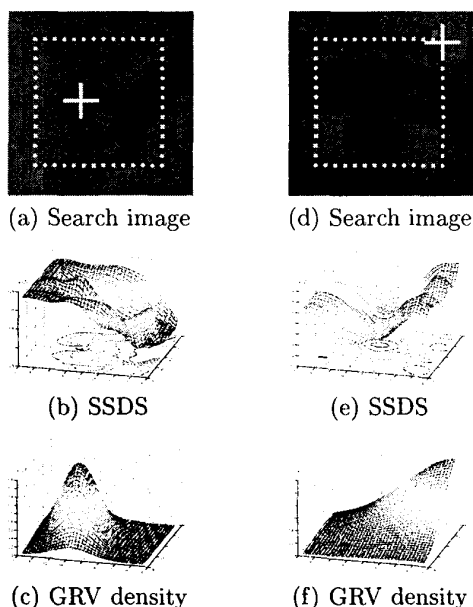 (a) Search image
(d) Search image
(b) SSDS
(e) SSDS
(c) GRV density
(f) GRV density